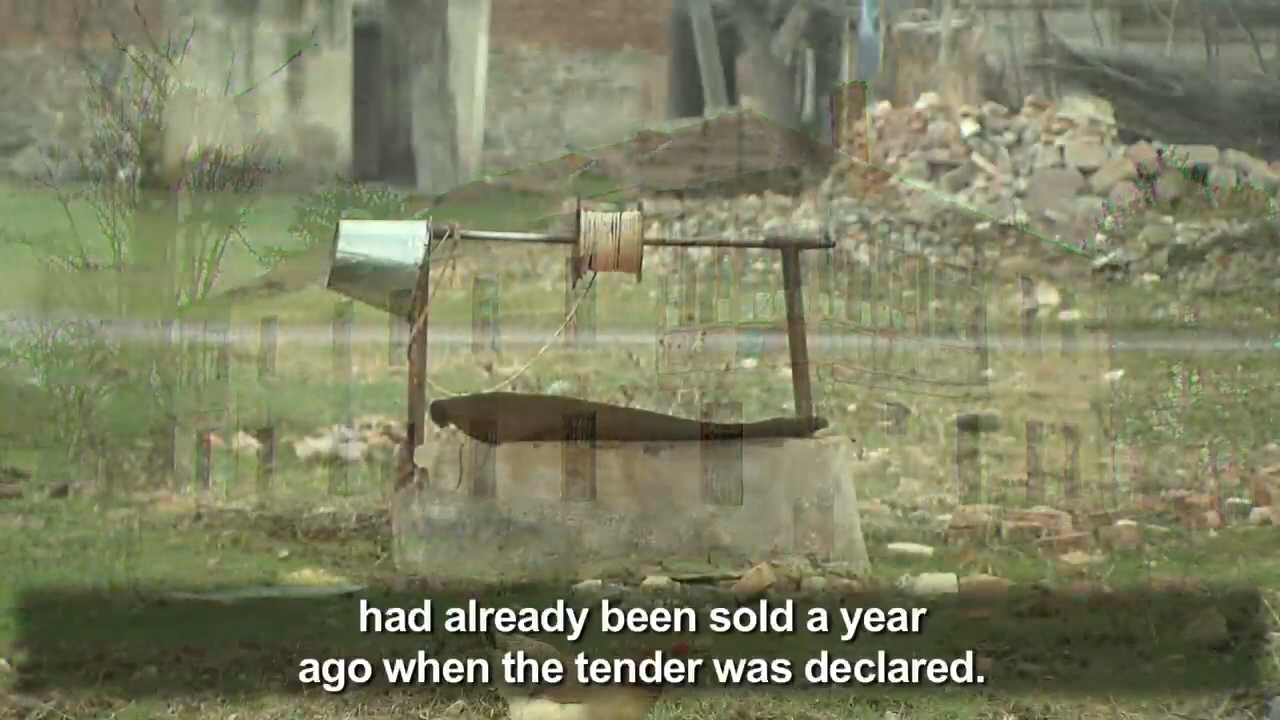 had already been sold a year
ago when the tender was declared.